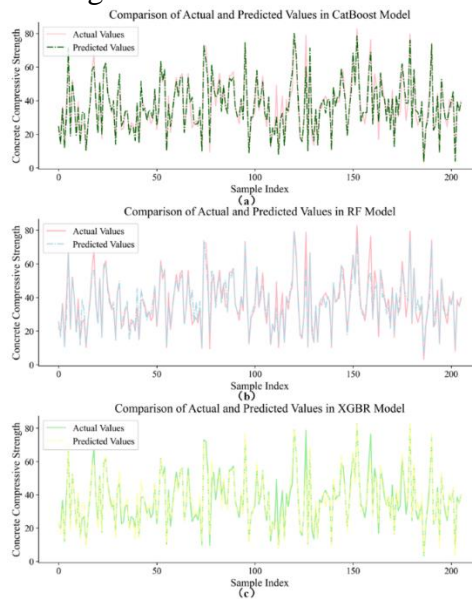 Comparison of Actual and Predicted Values in CatBoost Model
Actual Values
Predicted Values
Concrete Compressive Strength
80
60
40
20
0
0 50 100 150 200
Sample Index
(a)
Comparison of Actual and Predicted Values in RF Model
Actual Values
Predicted Values
Concrete Compressive Strength
80
60
40
20
0
0 50 100 150 200
Sample Index
(b)
Comparison of Actual and Predicted Values in XGBR Model
Actual Values
Predicted Values
Concrete Compressive Strength
80
60
40
20
0
0 50 100 150 200
Sample Index
(c)